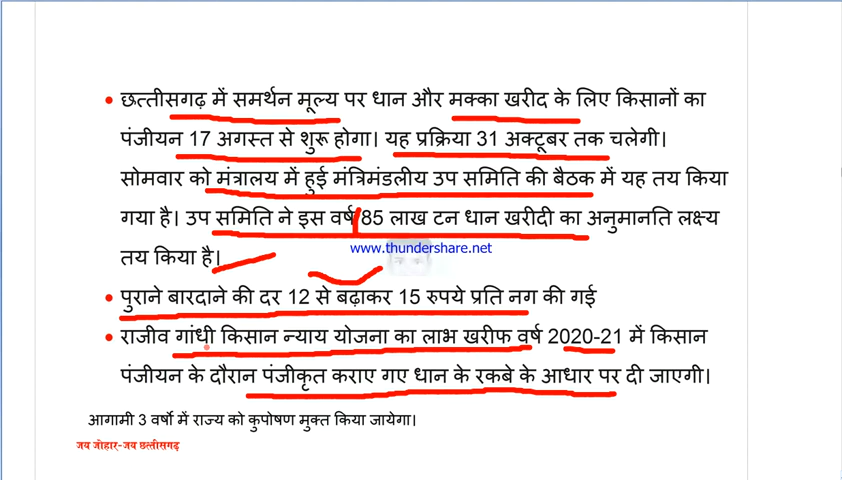 • छत्तीसगढ़ में समर्थन मूल्य पर धान और मक्का खरीद के लिए किसानों का
पंजीयन 17 अगस्त से शुरू होगा। यह प्रक्रिया 31 अक्टूबर तक चलेगी।
सोमवार को मंत्रालय में हुई मंत्रिमंडलीय उप समिति की बैठक में यह तय किया
गया है। उप समिति ने इस वर्ष 85 लाख टन धान खरीदी का अनुमानति लक्ष्य
www.thundershare.net
तय किया है।
• पुराने बारदाने की दर 12 से बढ़ाकर 15 रुपये प्रति नग की गई
• राजीव गांधी किसान न्याय योजना का लाभ खरीफ वर्ष 2020-21 में किसान
पंजीयन के दौरान पंजीकृत कराए गए धान के रकबे के आधार पर दी जाएगी।
आगामी 3 वर्षो में राज्य को कुपोषण मुक्त किया जायेगा।
जय जोहार-जय छत्तीसगढ़